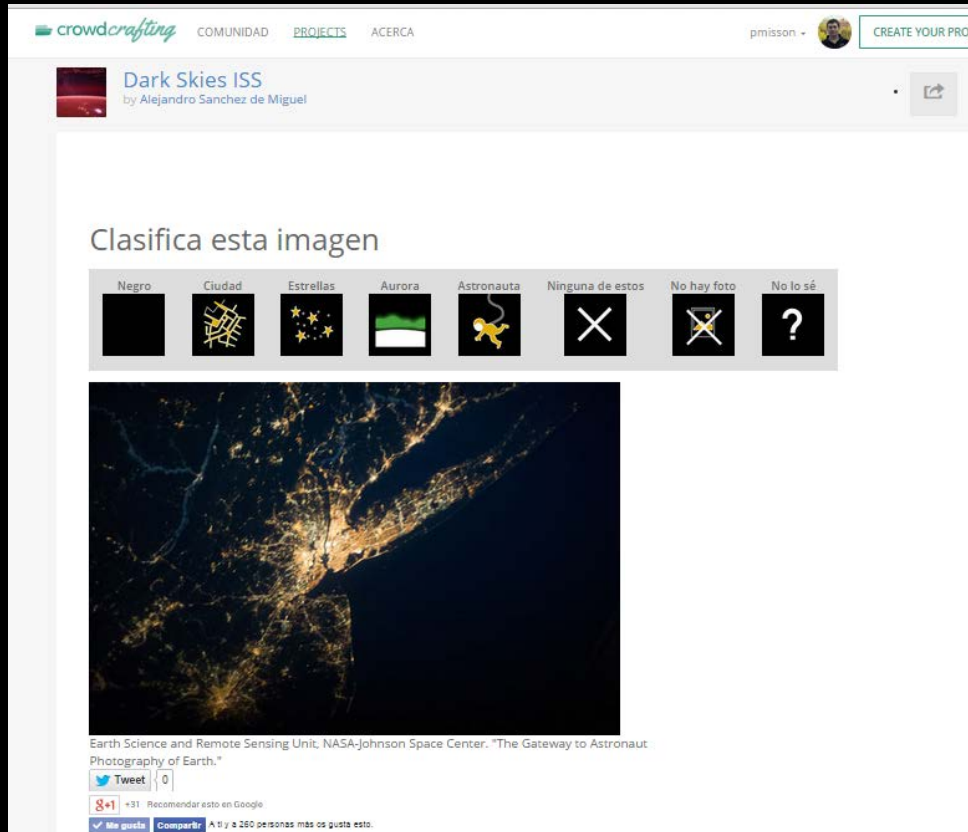 crowdcrafting COMUNIDAD PROJECTS ACERCA pmisson CREATE YOUR PRO
Dark Skies ISS
by Alejandro Sanchez de Miguel
Clasifica esta imagen
Negro Ciudad Estrellas Aurora Astronauta Ninguna de estos No hay foto No lo sé
?
Earth Science and Remote Sensing Unit, NASA-Johnson Space Center. "The Gateway to Astronaut
Photography of Earth."
Tweet 0
g+1 +31 Recomendar esto en Google
Me gusta Compartir A ti y a 260 personas más os gusta esto.